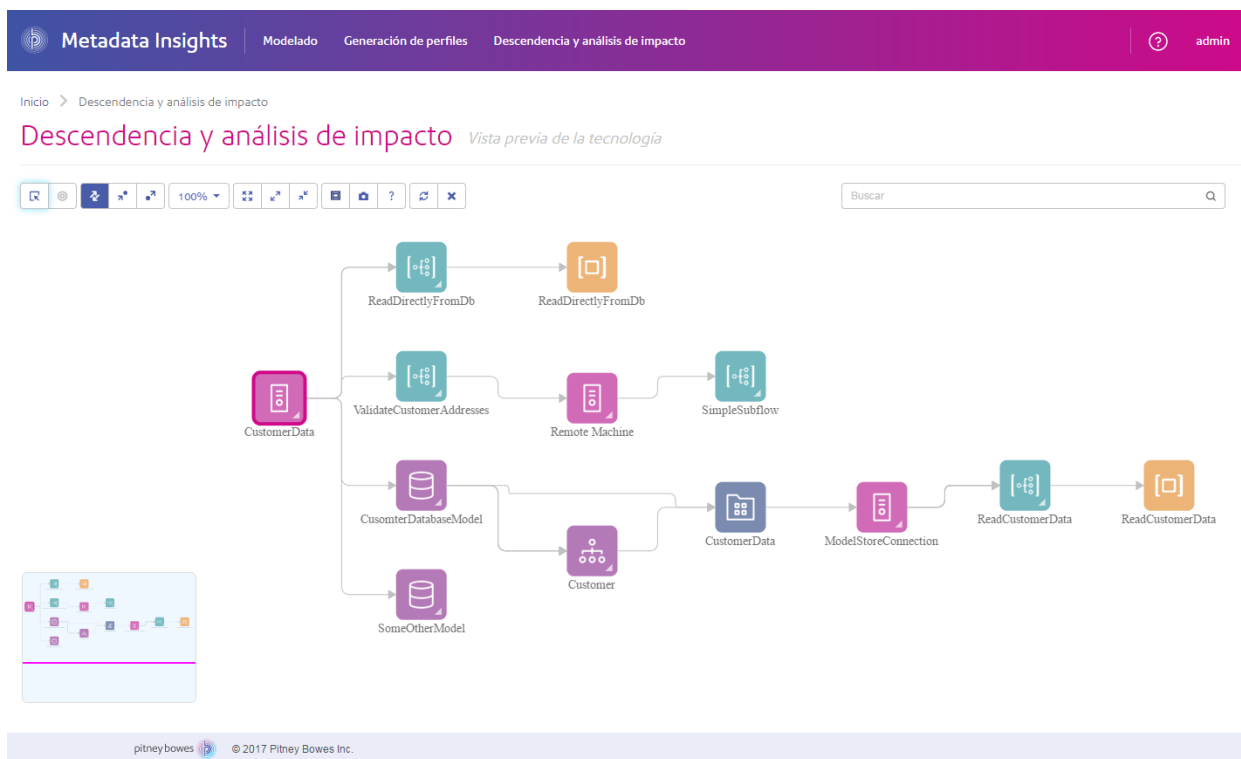 Metadata Insights
Modelado
Generación de perfiles
Descendencia y análisis de impacto
?
admin
Inicio > Descendencia y análisis de impacto
Descendencia y análisis de impacto
Vista previa de la tecnología
100%
?
Buscar
ReadDirectlyFromDb
ReadDirectlyFromDb
CustomerData
ValidateCustomerAddresses
Remote Machine
SimpleSubflow
CusomterDatabaseModel
Customer
CustomerData
ModelStoreConnection
ReadCustomerData
ReadCustomerData
SomeOtherModel
pitney bowes
© 2017 Pitney Bowes Inc.